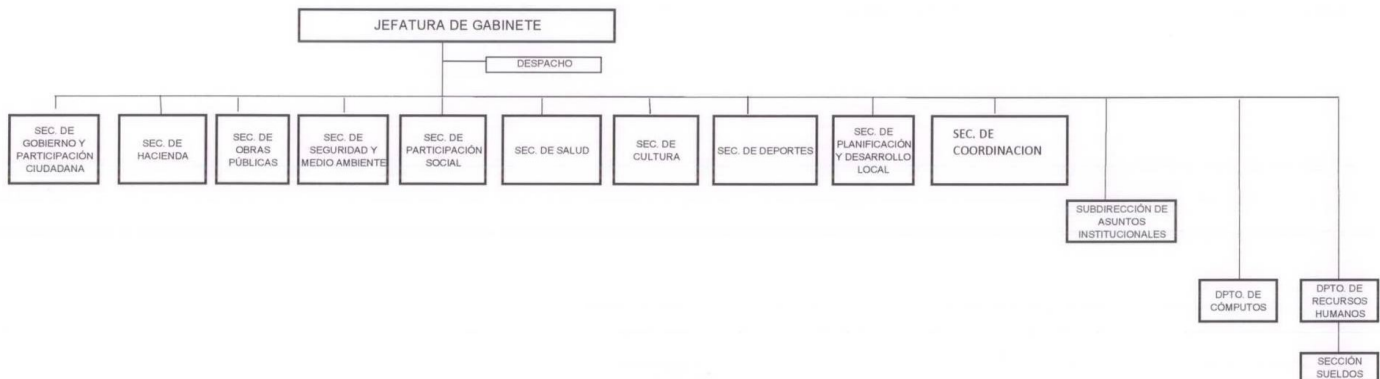 JEFATURA DE GABINETE
DESPACHO
SEC. DE
GOBIERNO Y
PARTICIPACIÓN
CIUDADANA
SEC. DE
HACIENDA
SEC. DE
OBRAS
PÚBLICAS
SEC. DE
SEGURIDAD Y
MEDIO AMBIENTE
SEC. DE
PARTICIPACIÓN
SOCIAL
SEC. DE SALUD
SEC. DE
CULTURA
SEC. DE DEPORTES
SEC. DE
PLANIFICACIÓN
Y DESARROLLO
LOCAL
SEC. DE
COORDINACION
SUBDIRECCIÓN DE
ASUNTOS
INSTITUCIONALES
DPTO. DE
CÓMPUTOS
DPTO. DE
RECURSOS
HUMANOS
SECCIÓN
SUELDOS